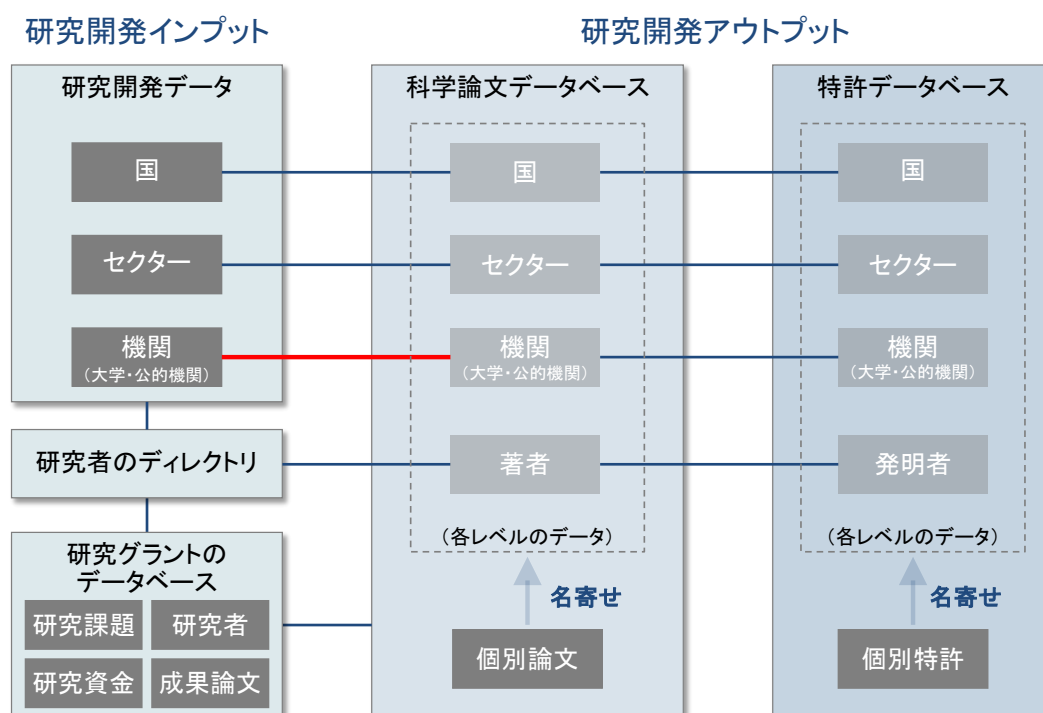 研究開発インプット
研究開発アウトプット
研究開発データ
国
セクター
機関
（大学・公的機関）
研究者のディレクトリ
研究グラントの
データベース
研究課題
研究者
研究資金
成果論文
科学論文データベース
国
セクター
機関
（大学・公的機関）
著者
（各レベルのデータ）
名寄せ
個別論文
特許データベース
国
セクター
機関
（大学・公的機関）
発明者
（各レベルのデータ）
名寄せ
個別特許